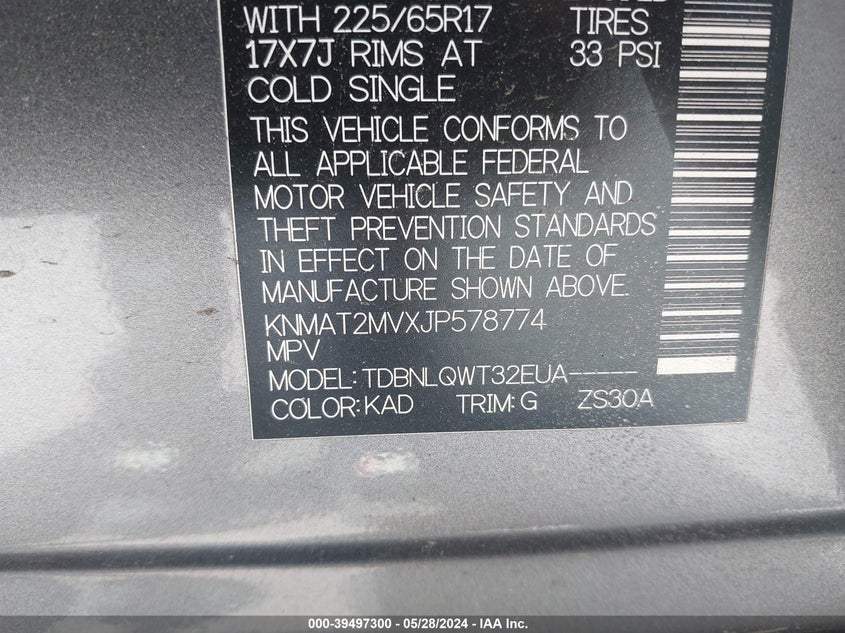 WITH 225/65R17 TIRES
17X7J RIMS AT 33 PSI
COLD SINGLE
THIS VEHICLE CONFORMS TO
ALL APPLICABLE FEDERAL
MOTOR VEHICLE SAFETY AND
THEFT PREVENTION STANDARDS
IN EFFECT ON THE DATE OF
MANUFACTURE SHOWN ABOVE.
KNMAT2MVXJP578774
MPV
MODEL: TDBNLQWT32EUA-----
COLOR: KAD TRIM: G ZS30A
000-39497300 - 05/28/2024 - IAA Inc.